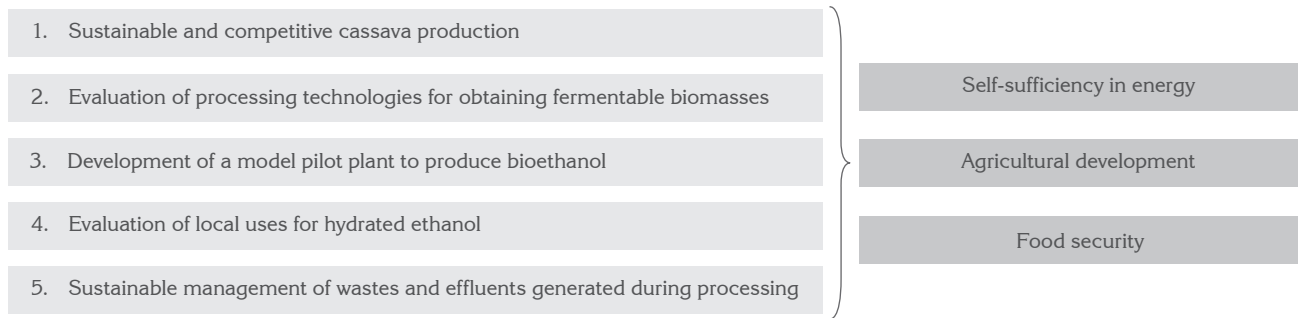 1. Sustainable and competitive cassava production
2. Evaluation of processing technologies for obtaining fermentable biomasses
3. Development of a model pilot plant to produce bioethanol
4. Evaluation of local uses for hydrated ethanol
5. Sustainable management of wastes and effluents generated during processing
Self-sufficiency in energy
Agricultural development
Food security